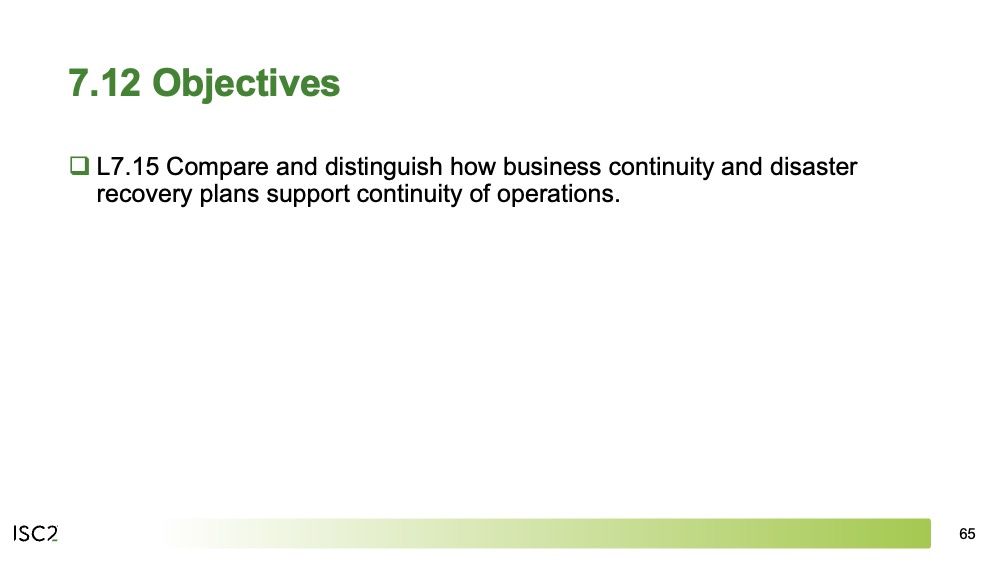 7.12 Objectives
❑ L7.15 Compare and distinguish how business continuity and disaster
recovery plans support continuity of operations.
ISC2
65